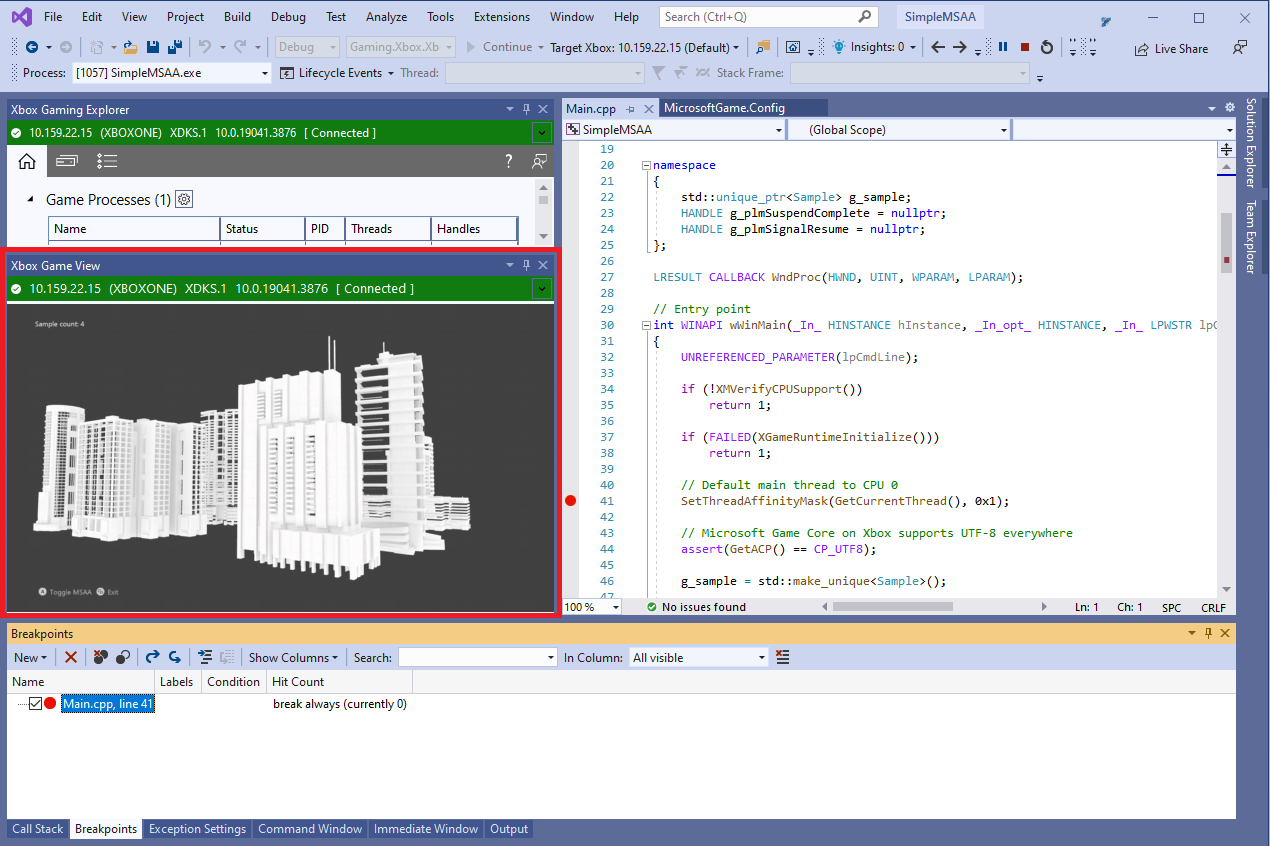 File Edit View Project Build Debug Test Analyze Tools Extensions Window Help Search (Ctrl+Q) SimpleMSAA
Debug Gaming.Xbox.Xb Continue Target Xbox: 10.159.22.15 (Default) Insights: 0 Live Share
Process: [1057] SimpleMSAA.exe Lifecycle Events Thread: Stack Frame:
Xbox Gaming Explorer
10.159.22.15 (XBOXONE) XDKS.1 10.0.19041.3876 [ Connected ]
?
Game Processes (1)
Name Status PID Threads Handles
Xbox Game View
10.159.22.15 (XBOXONE) XDKS.1 10.0.19041.3876 [ Connected ]
Sample count: 4
A Toggle MSAA Exit
Main.cpp MicrosoftGame.Config
SimpleMSAA (Global Scope)
19
20 namespace
21 {
22 std::unique_ptr<Sample> g_sample;
23 HANDLE g_plmSuspendComplete = nullptr;
24 HANDLE g_plmSignalResume = nullptr;
25 };
26
27 LRESULT CALLBACK WndProc(HWND, UINT, WPARAM, LPARAM);
28
29 // Entry point
30 int WINAPI wWinMain(_In_ HINSTANCE hInstance, _In_opt_ HINSTANCE, _In_ LPWSTR lpC
31 {
32 UNREFERENCED_PARAMETER(lpCmdLine);
33
34 if (!XMVerifyCPUSupport())
35 return 1;
36
37 if (FAILED(XGameRuntimeInitialize()))
38 return 1;
39
40 // Default main thread to CPU 0
41 SetThreadAffinityMask(GetCurrentThread(), 0x1);
42
43 // Microsoft Game Core on Xbox supports UTF-8 everywhere
44 assert(GetACP() == CP_UTF8);
45
46 g_sample = std::make_unique<Sample>();
47
100 % No issues found Ln: 1 Ch: 1 SPC CRLF
Solution Explorer
Team Explorer
Breakpoints
New Show Columns Search: In Column: All visible
Name Labels Condition Hit Count
Main.cpp, line 41 break always (currently 0)
Call Stack Breakpoints Exception Settings Command Window Immediate Window Output